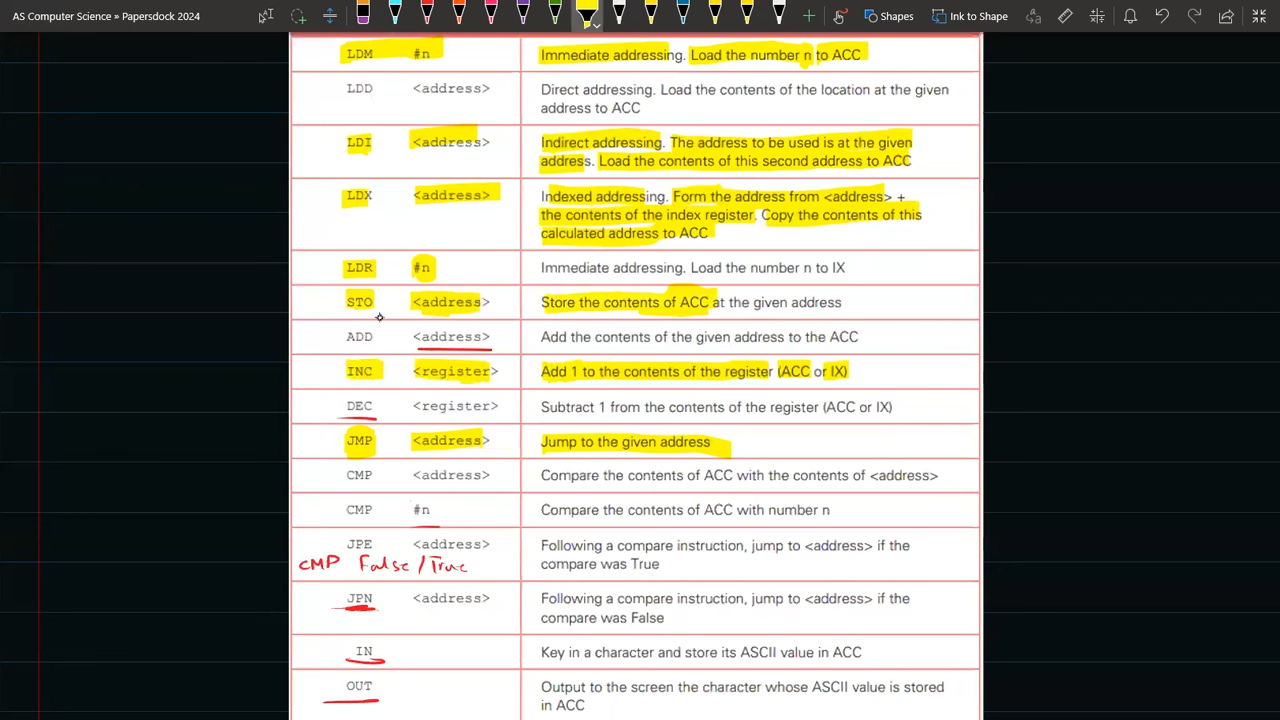 AS Computer Science » Papersdock 2024
Shapes
Ink to Shape
LDM #n Immediate addressing. Load the number n to ACC
LDD <address> Direct addressing. Load the contents of the location at the given
address to ACC
LDI <address> Indirect addressing. The address to be used is at the given
address. Load the contents of this second address to ACC
LDX <address> Indexed addressing. Form the address from <address> +
the contents of the index register. Copy the contents of this
calculated address to ACC
LDR #n Immediate addressing. Load the number n to IX
STO <address> Store the contents of ACC at the given address
ADD <address> Add the contents of the given address to the ACC
INC <register> Add 1 to the contents of the register (ACC or IX)
DEC <register> Subtract 1 from the contents of the register (ACC or IX)
JMP <address> Jump to the given address
CMP <address> Compare the contents of ACC with the contents of <address>
CMP #n Compare the contents of ACC with number n
JPE <address> Following a compare instruction, jump to <address> if the
compare was True
CMP False/True
JPN <address> Following a compare instruction, jump to <address> if the
compare was False
IN Key in a character and store its ASCII value in ACC
OUT Output to the screen the character whose ASCII value is stored
in ACC